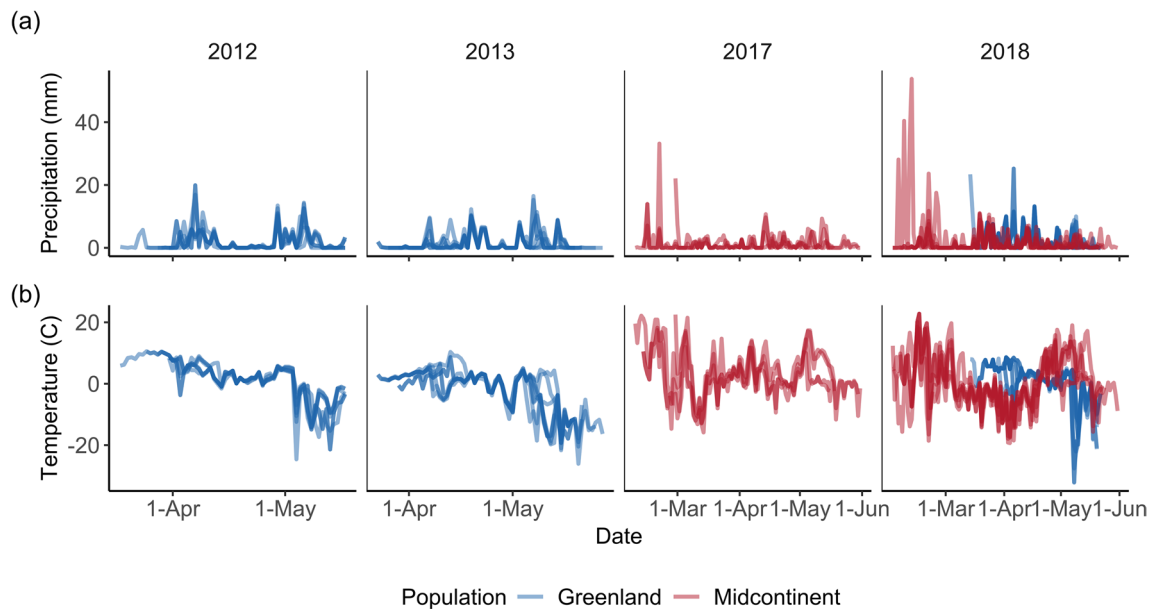 (a)
2012 2013 2017 2018
Precipitation (mm)
40
20
0
(b)
Temperature (C)
20
0
-20
1-Apr 1-May 1-Apr 1-May 1-Mar 1-Apr 1-May 1-Jun 1-Mar 1-Apr 1-May 1-Jun
Date
Population Greenland Midcontinent